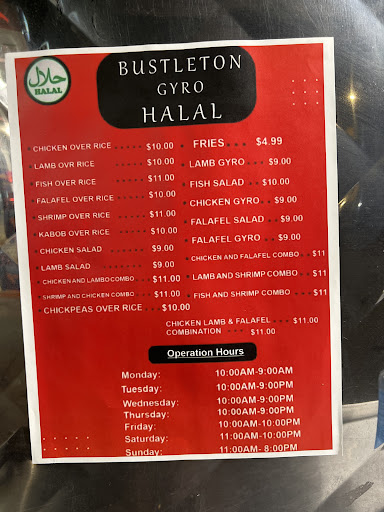 حلال
HALAL
BUSTLETON
GYRO
HALAL
CHICKEN OVER RICE ..... $10.00
LAMB OVR RICE ..... $10.00
FISH OVER RICE ..... $11.00
FALAFEL OVER RICE ..... $10.00
SHRIMP OVER RICE ..... $11.00
KABOB OVER RICE ..... $10.00
CHICKEN SALAD ....... $9.00
LAMB SALAD ....... $9.00
CHICKEN AND LAMBO COMBO ... $11.00
SHRIMP AND CHICKEN COMBO .... $11.00
CHICKPEAS OVER RICE ... $10.00
FRIES... $4.99
LAMB GYRO... $9.00
FISH SALAD ... $10.00
CHICKEN GYRO.. $9.00
FALAFEL SALAD .. $9.00
FALAFEL GYRO .. $9.00
CHICKEN AND FALAFEL COMBO .. $11
LAMB AND SHRIMP COMBO .. $11
FISH AND SHRIMP COMBO ... $11
CHICKEN LAMB & FALAFEL .... $11.00
COMBINATION ... $11.00
Operation Hours
Monday: 10:00AM-9:00AM
Tuesday: 10:00AM-9:00PM
Wednesday: 10:00AM-9:00PM
Thursday: 10:00AM-9:00PM
Friday: 10:00AM-10:00PM
Saturday: 11:00AM-10:00PM
Sunday: 11:00AM- 8:00PM